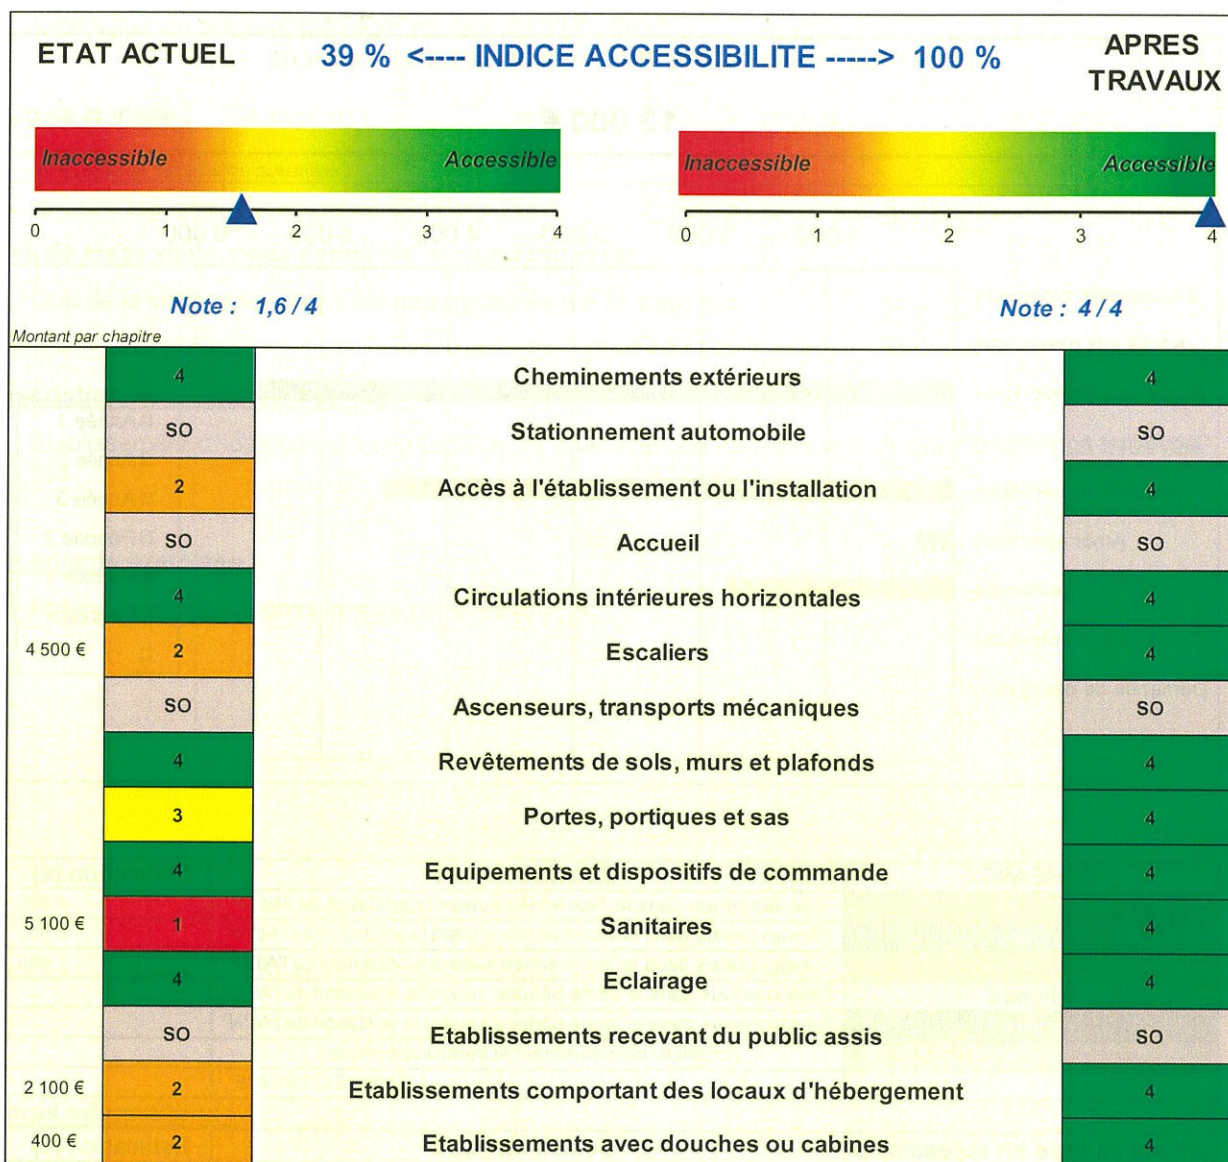 ETAT ACTUEL 39 % <---- INDICE ACCESSIBILITE -----> 100 % APRES TRAVAUX
Inaccessible Accessible Inaccessible Accessible
0 1 2 3 4 0 1 2 3 4
Note : 1,6 / 4 Note : 4 / 4
Montant par chapitre
4 Cheminements extérieurs 4
SO Stationnement automobile SO
2 Accès à l'établissement ou l'installation 4
SO Accueil SO
4 Circulations intérieures horizontales 4
4 500 € 2 Escaliers 4
SO Ascenseurs, transports mécaniques SO
4 Revêtements de sols, murs et plafonds 4
3 Portes, portiques et sas 4
4 Equipements et dispositifs de commande 4
5 100 € 1 Sanitaires 4
4 Eclairage 4
SO Etablissements recevant du public assis SO
2 100 € 2 Etablissements comportant des locaux d'hébergement 4
400 € 2 Etablissements avec douches ou cabines 4